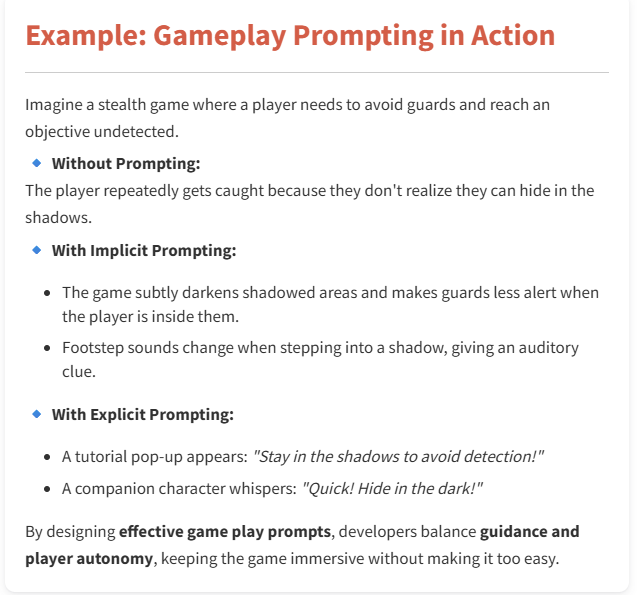 Example: Gameplay Prompting in Action
Imagine a stealth game where a player needs to avoid guards and reach an
objective undetected.
Without Prompting:
The player repeatedly gets caught because they don't realize they can hide in the
shadows.
With Implicit Prompting:
The game subtly darkens shadowed areas and makes guards less alert when
the player is inside them.
Footstep sounds change when stepping into a shadow, giving an auditory
clue.
With Explicit Prompting:
A tutorial pop-up appears: "Stay in the shadows to avoid detection!"
A companion character whispers: "Quick! Hide in the dark!"
By designing effective game play prompts, developers balance guidance and
player autonomy, keeping the game immersive without making it too easy.